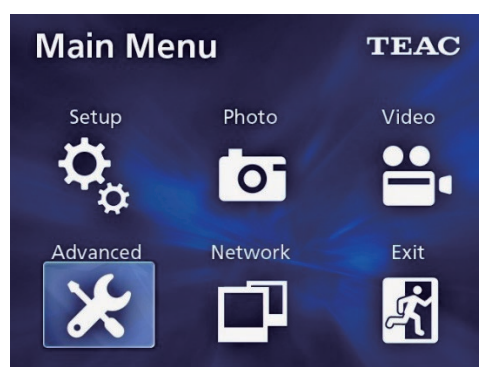 Main Menu
TEAC
Setup
Photo
Video
Advanced
Network
Exit